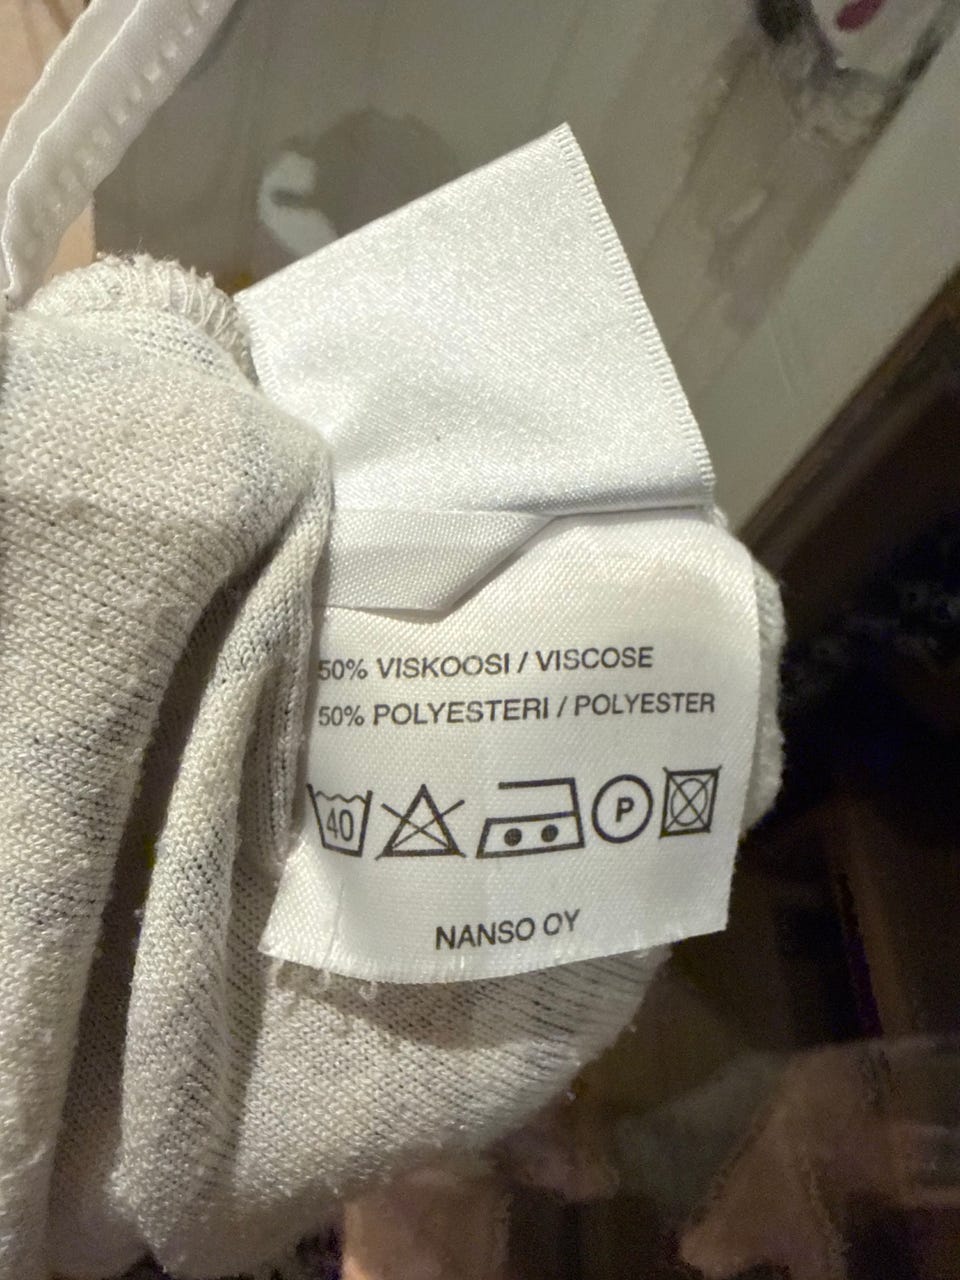 50% VISKOOSI / VISCOSE
50% POLYESTERI / POLYESTER
40 P
NANSO OY